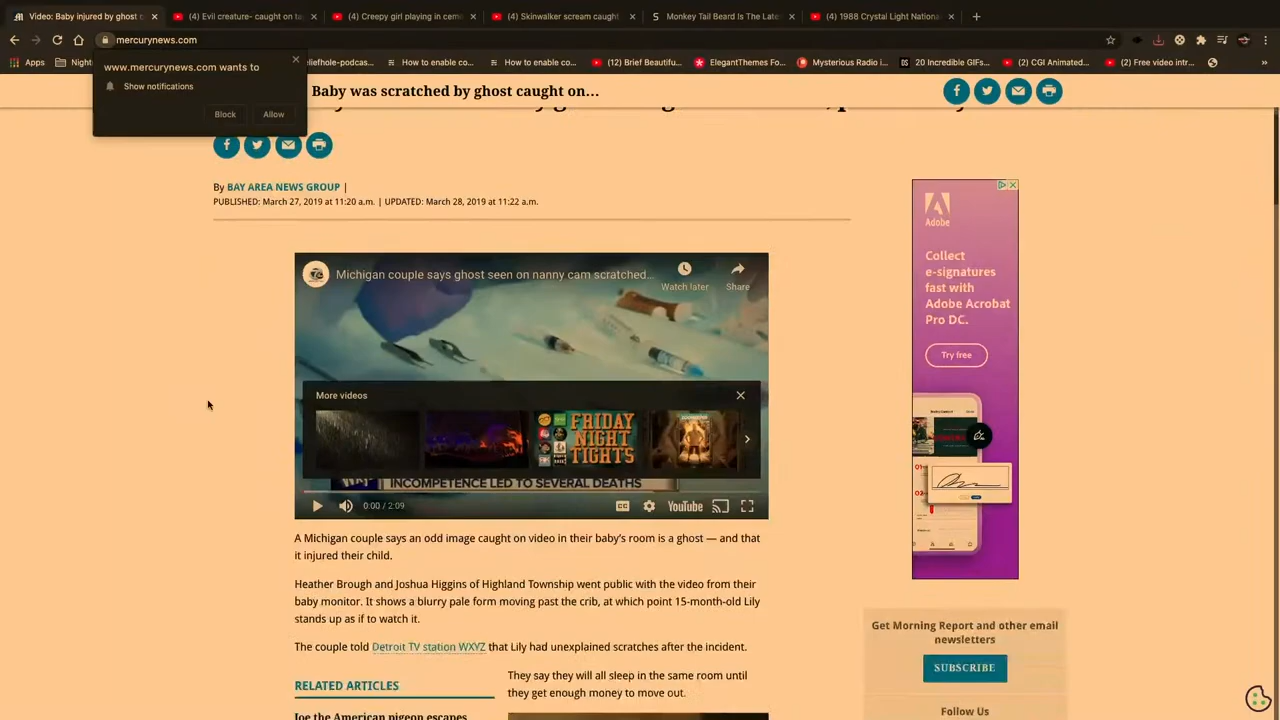 Video: Baby injured by ghost o
(4) Evil creature- caught on ta
(4) Creepy girl playing in cem
(4) Skinwalker scream caught
Monkey Tail Beard Is The Lates
(4) 1988 Crystal Light Nationa
mercurynews.com
Apps
Night
eliefhole-podcas...
How to enable co...
How to enable co...
(12) Brief Beautifu...
ElegantThemes Fo...
Mysterious Radio i...
20 Incredible GIFs...
(2) CGI Animated...
(2) Free video intr...
www.mercurynews.com wants to
Show notifications
Block
Allow
Baby was scratched by ghost caught on...
By BAY AREA NEWS GROUP |
PUBLISHED: March 27, 2019 at 11:20 a.m. | UPDATED: March 28, 2019 at 11:22 a.m.
Michigan couple says ghost seen on nanny cam scratched...
Watch later
Share
More videos
FRIDAY
NIGHT
TIGHTS
INCOMPETENCE LED TO SEVERAL DEATHS
0:00 / 2:09
CC
YouTube
A Michigan couple says an odd image caught on video in their baby's room is a ghost — and that
it injured their child.
Heather Brough and Joshua Higgins of Highland Township went public with the video from their
baby monitor. It shows a blurry pale form moving past the crib, at which point 15-month-old Lily
stands up as if to watch it.
The couple told Detroit TV station WXYZ that Lily had unexplained scratches after the incident.
They say they will all sleep in the same room until
they get enough money to move out.
RELATED ARTICLES
Joe the American pigeon escapes
Adobe
Collect
e-signatures
fast with
Adobe Acrobat
Pro DC.
Try free
Get Morning Report and other email
newsletters
SUBSCRIBE
Follow Us